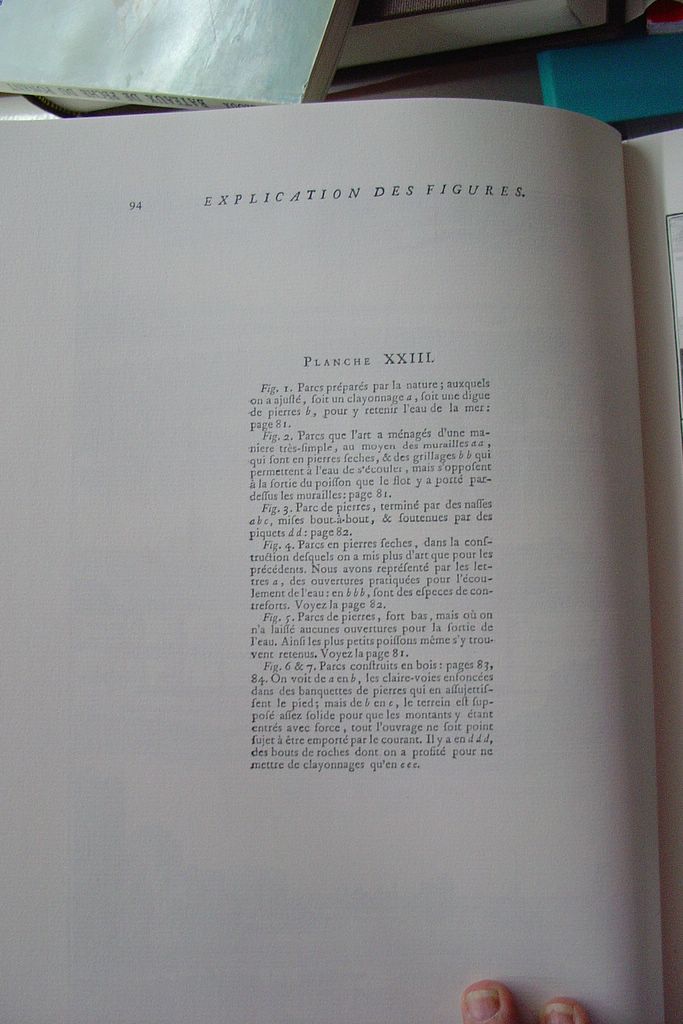 BATEAUX DE PECHE DU PONANT
94 EXPLICATION DES FIGURES.
PLANCHE XXIII.
Fig. 1. Parcs préparés par la nature; auxquels
on a ajuſté, ſoit un clayonnage a, ſoit une digue
de pierres b, pour y retenir l'eau de la mer:
page 81.
Fig. 2. Parcs que l'art a ménagés d'une ma-
niere très-ſimple, au moyen des murailles aa,
qui ſont en pierres ſeches, & des grillages b b qui
permettent à l'eau de s'écouler, mais s'oppoſent
à la ſortie du poiſſon que le flot y a porté par-
deſſus les murailles: page 81.
Fig. 3. Parc de pierres, terminé par des naſſes
abc, miſes bout-à-bout, & ſoutenues par des
piquets dd: page 82.
Fig. 4. Parcs en pierres ſeches, dans la conſ-
truction deſquels on a mis plus d'art que pour les
précédents. Nous avons repréſenté par les let-
tres a, des ouvertures pratiquées pour l'écou-
lement de l'eau: en bbb, ſont des eſpeces de con-
treforts. Voyez la page 82.
Fig. 5. Parcs de pierres, fort bas, mais où on
n'a laiſſé aucunes ouvertures pour la ſortie de
l'eau. Ainſi les plus petits poiſſons même s'y trou-
vent retenus. Voyez la page 81.
Fig. 6 & 7. Parcs conſtruits en bois: pages 83,
84. On voit de a en b, les claire-voies enfoncées
dans des banquettes de pierres qui en aſſujettiſ-
ſent le pied; mais de b en c, le terrein eſt ſup-
poſé aſſez ſolide pour que les montants y étant
entrés avec force, tout l'ouvrage ne ſoit point
ſujet à être emporté par le courant. Il y a en ddd,
des bouts de roches dont on a profité pour ne
mettre de clayonnages qu'en eee.